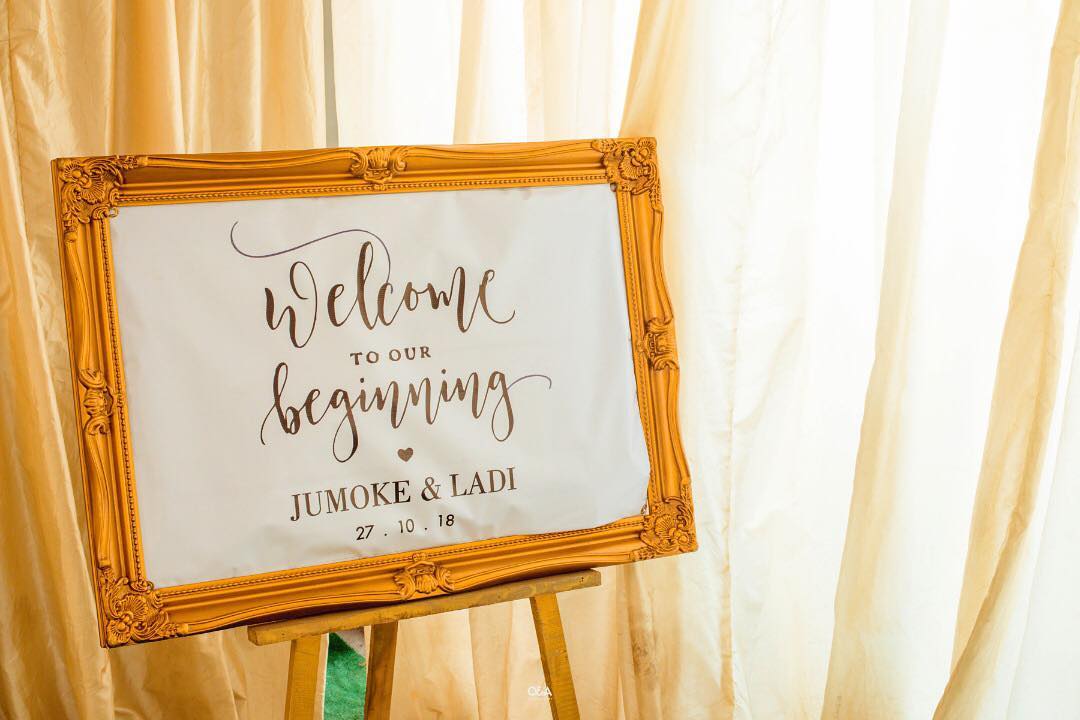 Welcome
TO OUR
beginning
JUMOKE & LADI
27 . 10 . 18
O&A